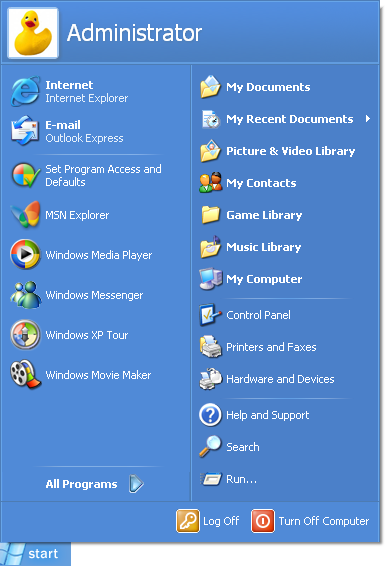 Administrator
Internet
Internet Explorer
E-mail
Outlook Express
Set Program Access and
Defaults
MSN Explorer
Windows Media Player
Windows Messenger
Windows XP Tour
Windows Movie Maker
All Programs
My Documents
My Recent Documents
Picture & Video Library
My Contacts
Game Library
Music Library
My Computer
Control Panel
Printers and Faxes
Hardware and Devices
Help and Support
Search
Run...
Log Off
Turn Off Computer
start